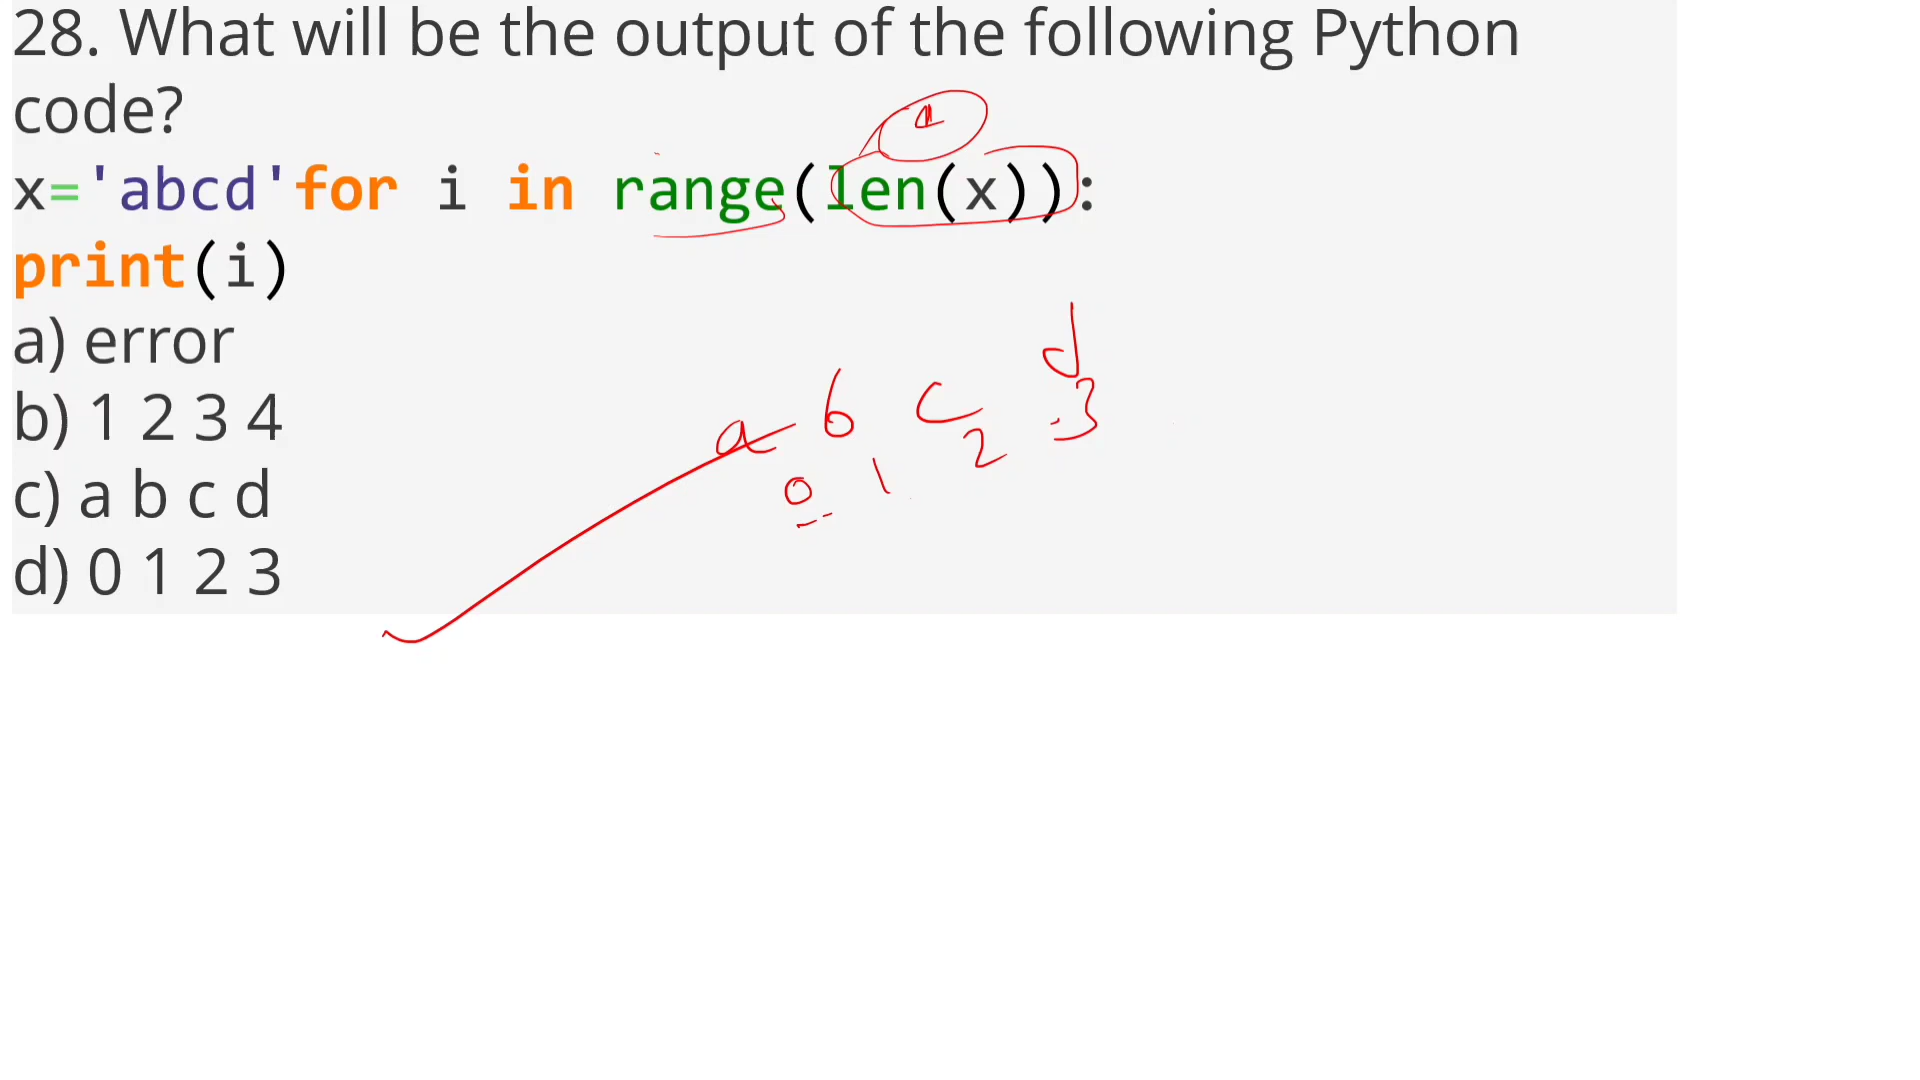 28. What will be the output of the following Python
code?
x='abcd'for i in range(len(x)):
print(i)
a) error
b) 1 2 3 4
c) a b c d
d) 0 1 2 3
a b c d
0 1 2 3